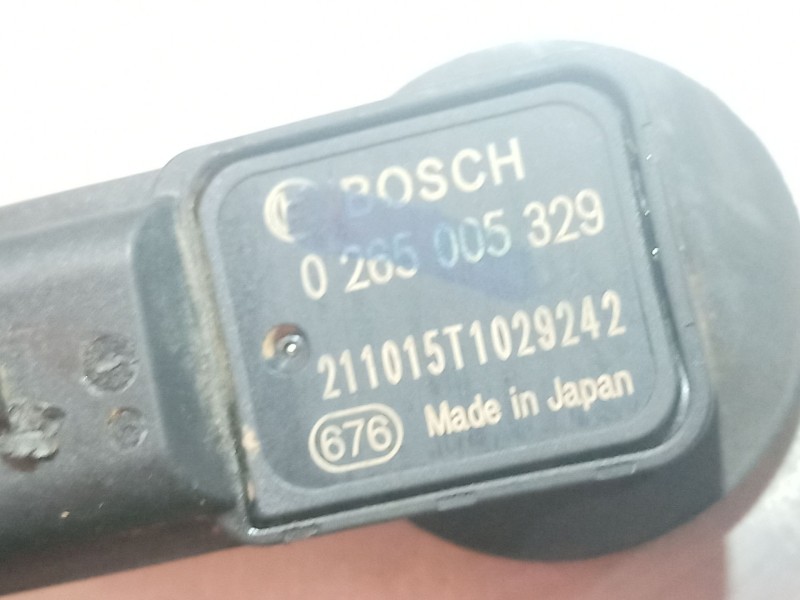 BOSCH
0 265 005 329
211015T1029242
676 Made in Japan